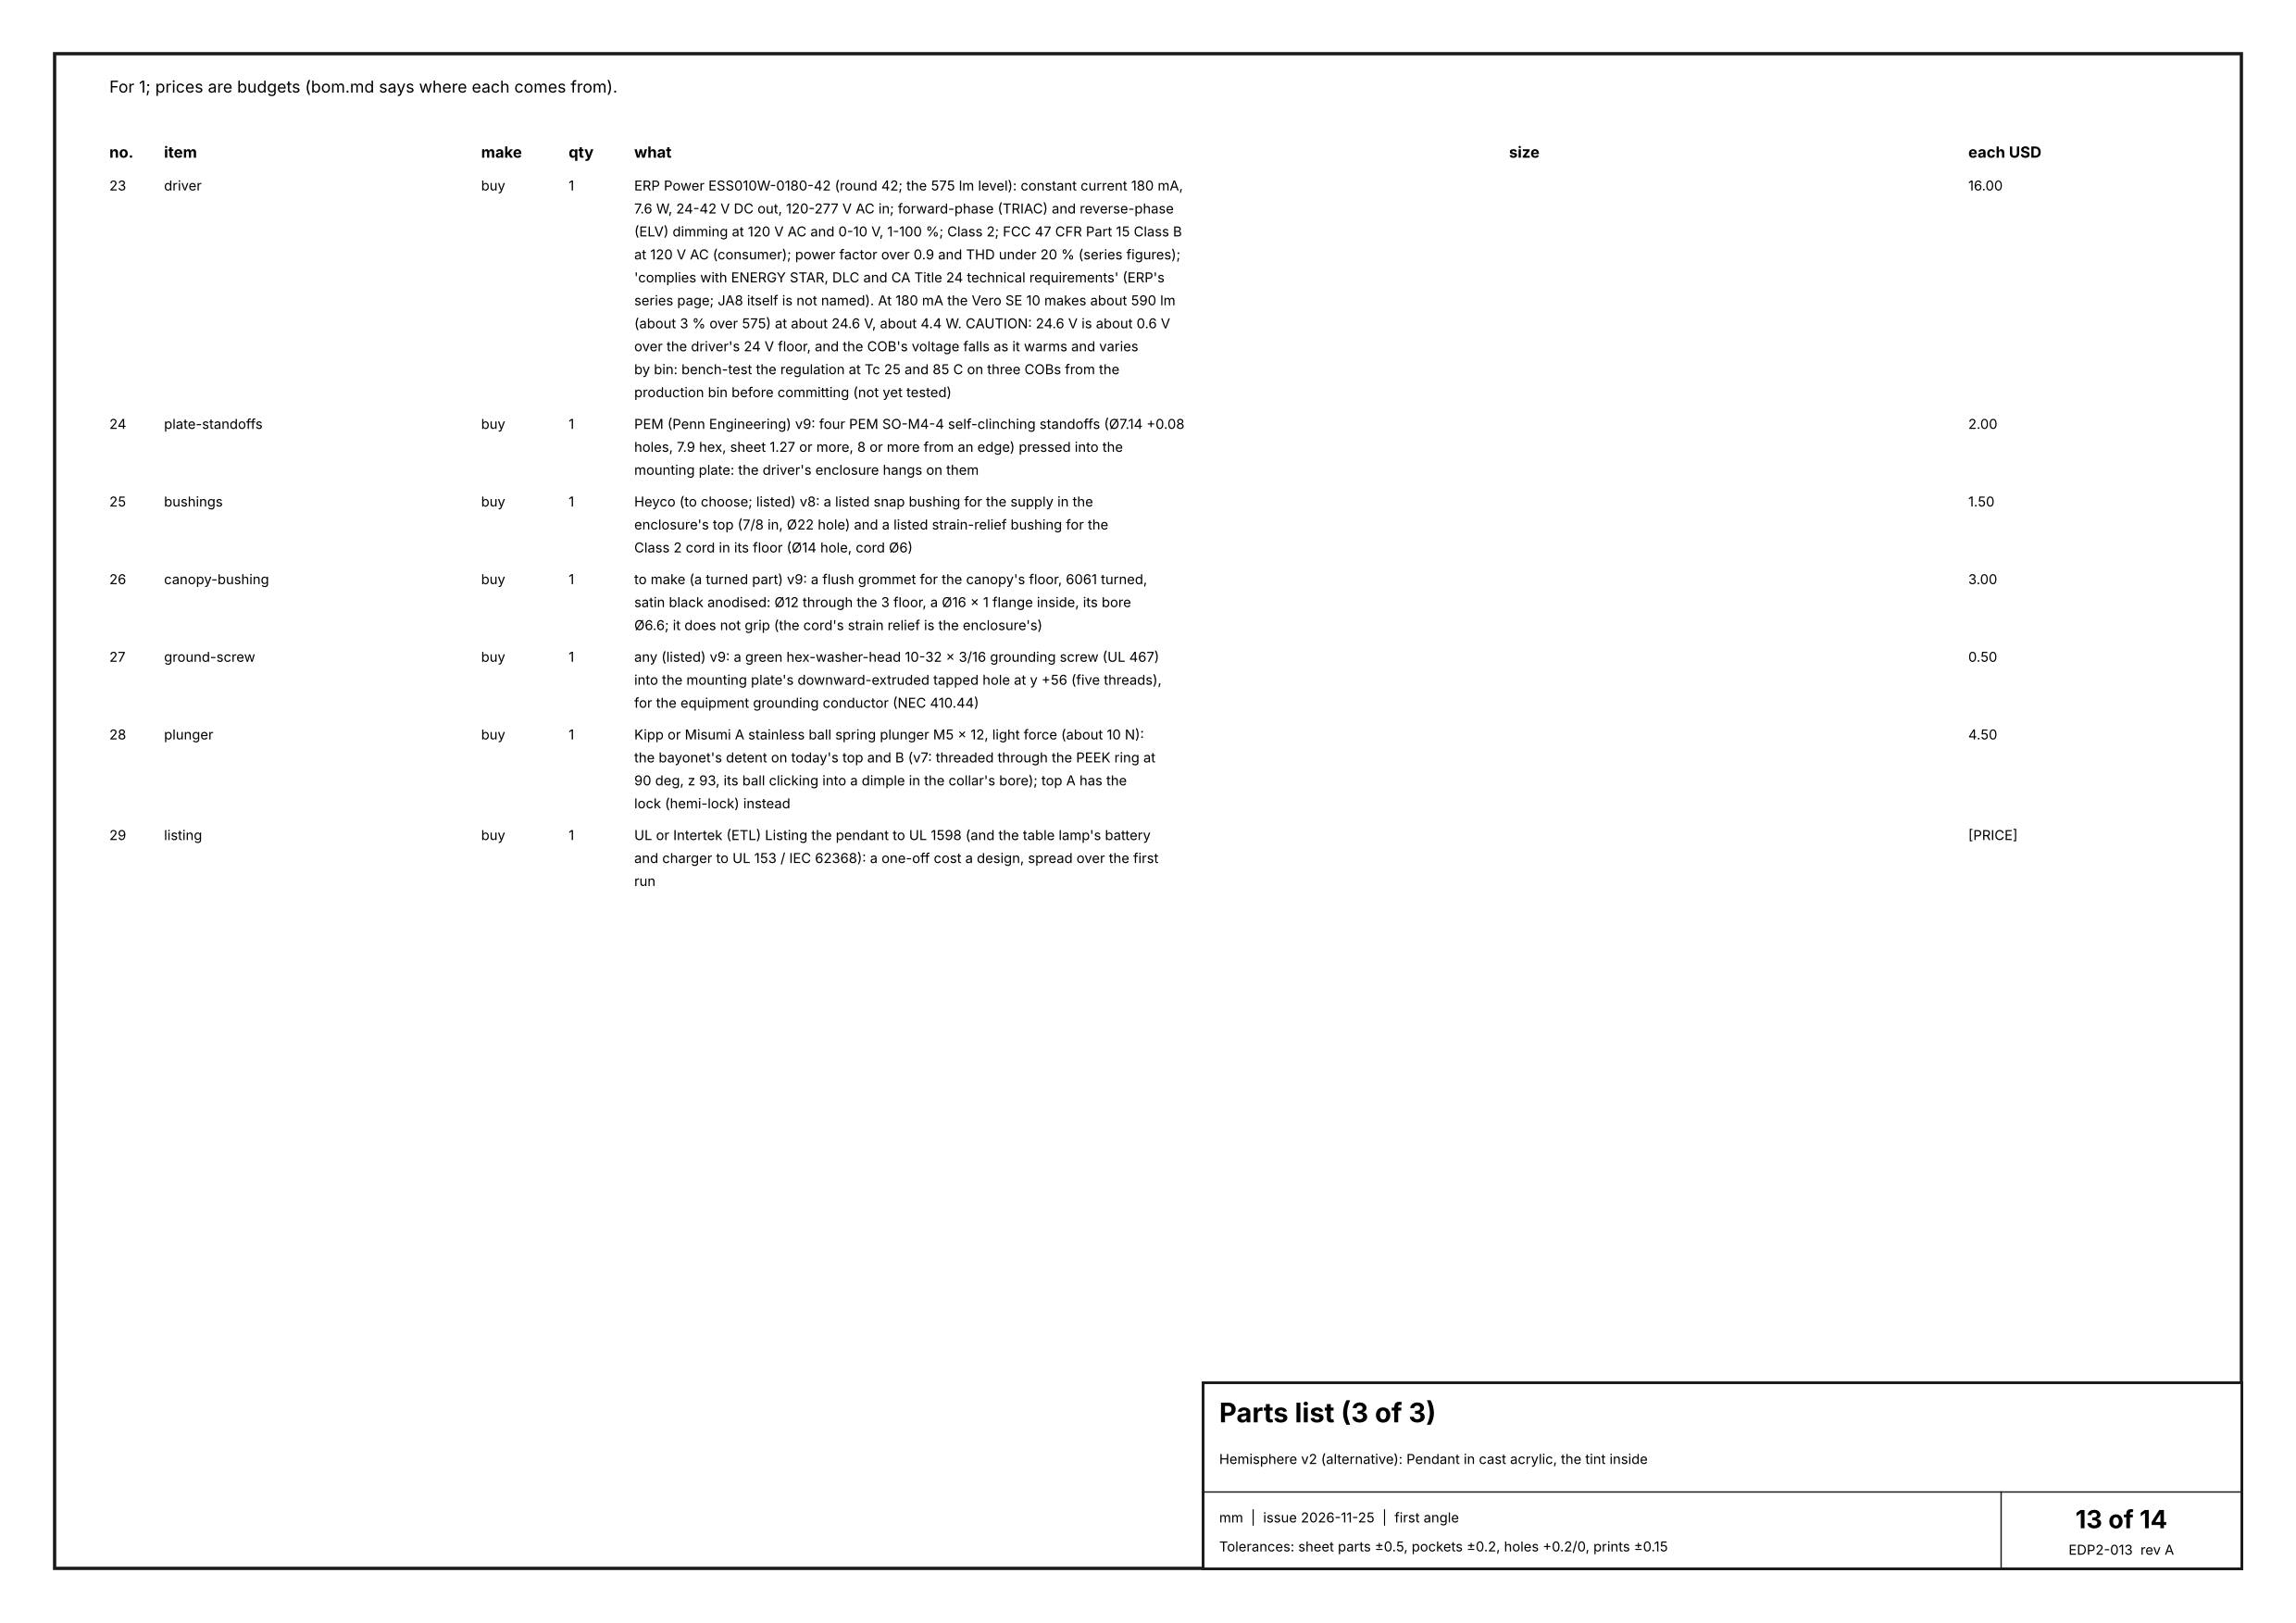 For 1; prices are budgets (bom.md says where each comes from).
no. item make qty what size each USD
23 driver buy 1 ERP Power ESS010W-0180-42 (round 42; the 575 lm level): constant current 180 mA, 16.00
7.6 W, 24-42 V DC out, 120-277 V AC in; forward-phase (TRIAC) and reverse-phase
(ELV) dimming at 120 V AC and 0-10 V, 1-100 %; Class 2; FCC 47 CFR Part 15 Class B
at 120 V AC (consumer); power factor over 0.9 and THD under 20 % (series figures);
'complies with ENERGY STAR, DLC and CA Title 24 technical requirements' (ERP's
series page; JA8 itself is not named). At 180 mA the Vero SE 10 makes about 590 lm
(about 3 % over 575) at about 24.6 V, about 4.4 W. CAUTION: 24.6 V is about 0.6 V
over the driver's 24 V floor, and the COB's voltage falls as it warms and varies
by bin: bench-test the regulation at Tc 25 and 85 C on three COBs from the
production bin before committing (not yet tested)
24 plate-standoffs buy 1 PEM (Penn Engineering) v9: four PEM SO-M4-4 self-clinching standoffs (Ø7.14 +0.08 2.00
holes, 7.9 hex, sheet 1.27 or more, 8 or more from an edge) pressed into the
mounting plate: the driver's enclosure hangs on them
25 bushings buy 1 Heyco (to choose; listed) v8: a listed snap bushing for the supply in the 1.50
enclosure's top (7/8 in, Ø22 hole) and a listed strain-relief bushing for the
Class 2 cord in its floor (Ø14 hole, cord Ø6)
26 canopy-bushing buy 1 to make (a turned part) v9: a flush grommet for the canopy's floor, 6061 turned, 3.00
satin black anodised: Ø12 through the 3 floor, a Ø16 × 1 flange inside, its bore
Ø6.6; it does not grip (the cord's strain relief is the enclosure's)
27 ground-screw buy 1 any (listed) v9: a green hex-washer-head 10-32 × 3/16 grounding screw (UL 467) 0.50
into the mounting plate's downward-extruded tapped hole at y +56 (five threads),
for the equipment grounding conductor (NEC 410.44)
28 plunger buy 1 Kipp or Misumi A stainless ball spring plunger M5 × 12, light force (about 10 N): 4.50
the bayonet's detent on today's top and B (v7: threaded through the PEEK ring at
90 deg, z 93, its ball clicking into a dimple in the collar's bore); top A has the
lock (hemi-lock) instead
29 listing buy 1 UL or Intertek (ETL) Listing the pendant to UL 1598 (and the table lamp's battery [PRICE]
and charger to UL 153 / IEC 62368): a one-off cost a design, spread over the first
run
Parts list (3 of 3)
Hemisphere v2 (alternative): Pendant in cast acrylic, the tint inside
mm | issue 2026-11-25 | first angle
Tolerances: sheet parts ±0.5, pockets ±0.2, holes +0.2/0, prints ±0.15
13 of 14
EDP2-013 rev A